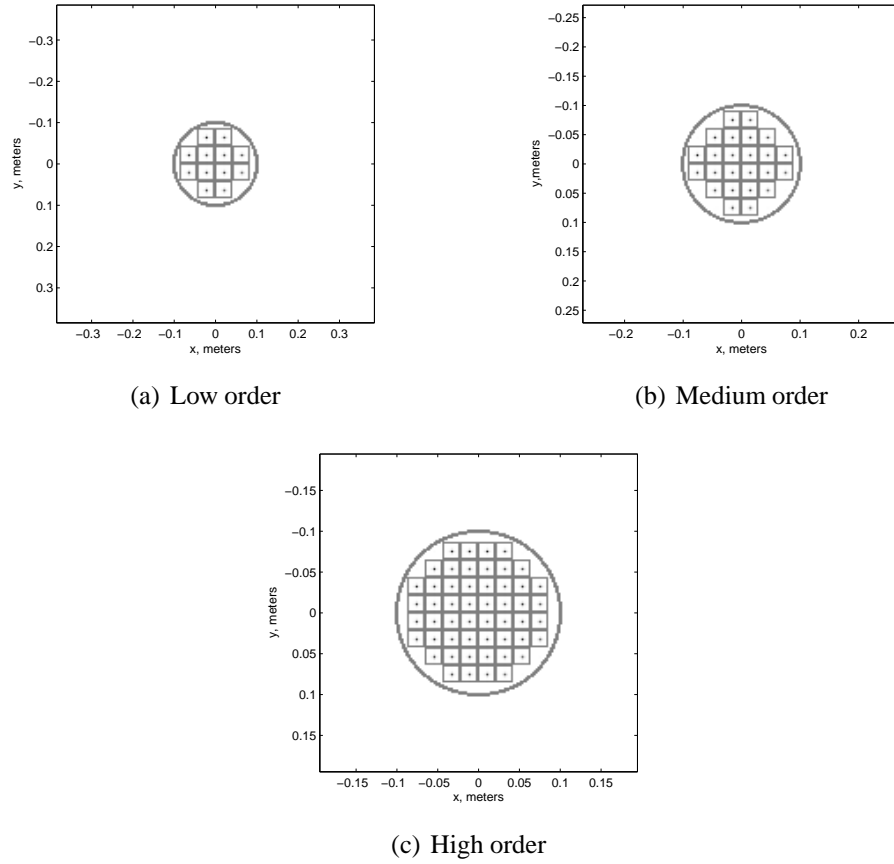 −0.3
−0.2
−0.1
0
0.1
0.2
0.3
y, meters
−0.3 −0.2 −0.1 0 0.1 0.2 0.3
x, meters
(a) Low order
−0.25
−0.2
−0.15
−0.1
−0.05
0
0.05
0.1
0.15
0.2
0.25
y,meters
−0.2 −0.1 0 0.1 0.2
x, meters
(b) Medium order
−0.15
−0.1
−0.05
0
0.05
0.1
0.15
y, meters
−0.15 −0.1 −0.05 0 0.05 0.1 0.15
x, meters
(c) High order